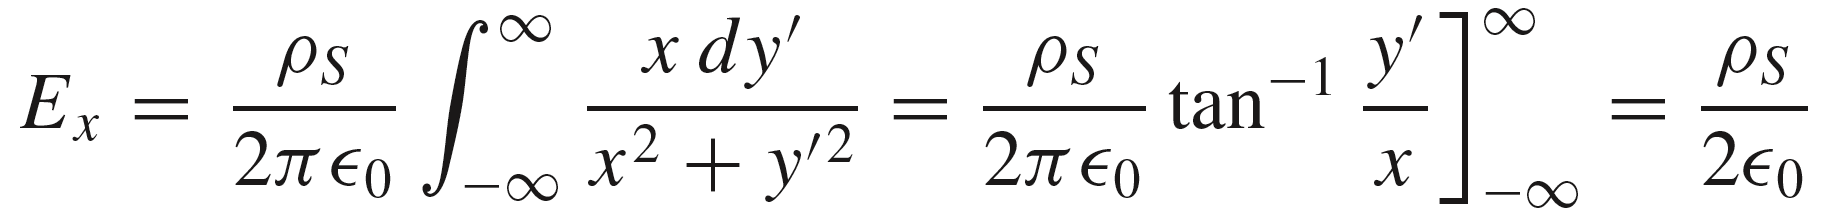 $E_x = \frac{\rho_S}{2\pi\epsilon_0} \int_{-\infty}^{\infty} \frac{x \, dy'}{x^2 + y'^2} = \frac{\rho_S}{2\pi\epsilon_0} \tan^{-1} \frac{y'}{x} \Big]_{-\infty}^{\infty} = \frac{\rho_S}{2\epsilon_0}$